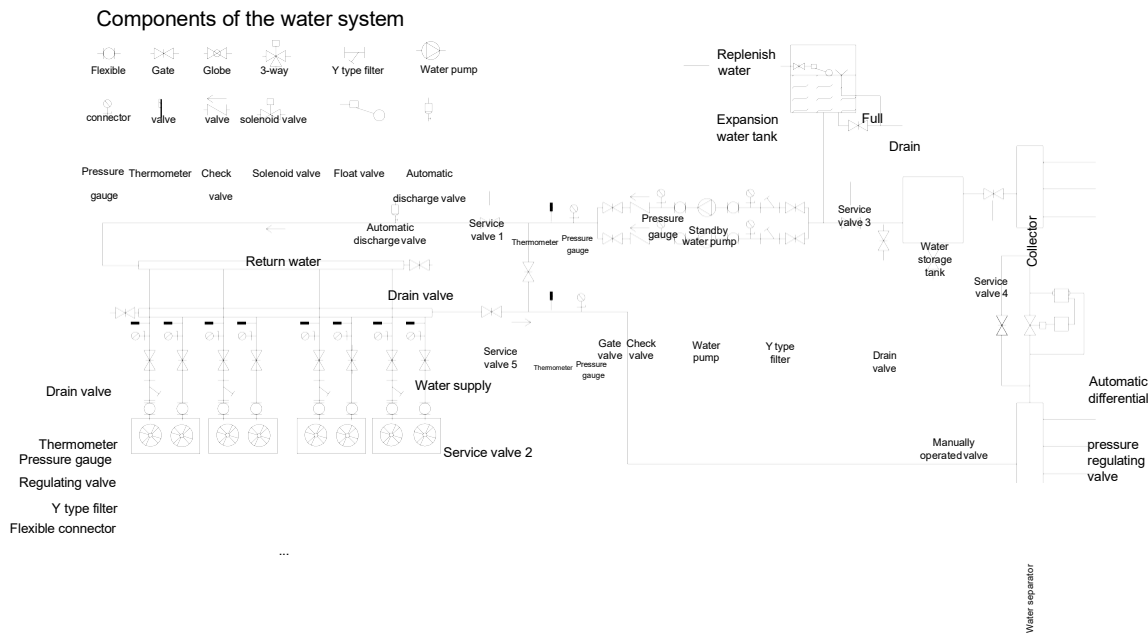 Components of the water system
Flexible
Gate
Globe
3-way
Y type filter
Water pump
connector
valve
valve
solenoid valve
Pressure
gauge
Thermometer
Check
valve
Solenoid valve
Float valve
Automatic
discharge valve
Replenish
water
Expansion
water tank
Full
Drain
Automatic
discharge valve
Service
valve 1
Thermometer
Pressure
gauge
Pressure
gauge
Standby
water pump
Service
valve 3
Water
storage
tank
Collector
Return water
Service
valve 4
Drain valve
Service
valve 5
Thermometer
Pressure
gauge
Gate
valve
Check
valve
Water
pump
Y type
filter
Drain
valve
Drain valve
Water supply
Automatic
differential
pressure
regulating
valve
Thermometer
Pressure gauge
Service valve 2
Manually
operated valve
Regulating valve
Y type filter
Flexible connector
...
Water separator